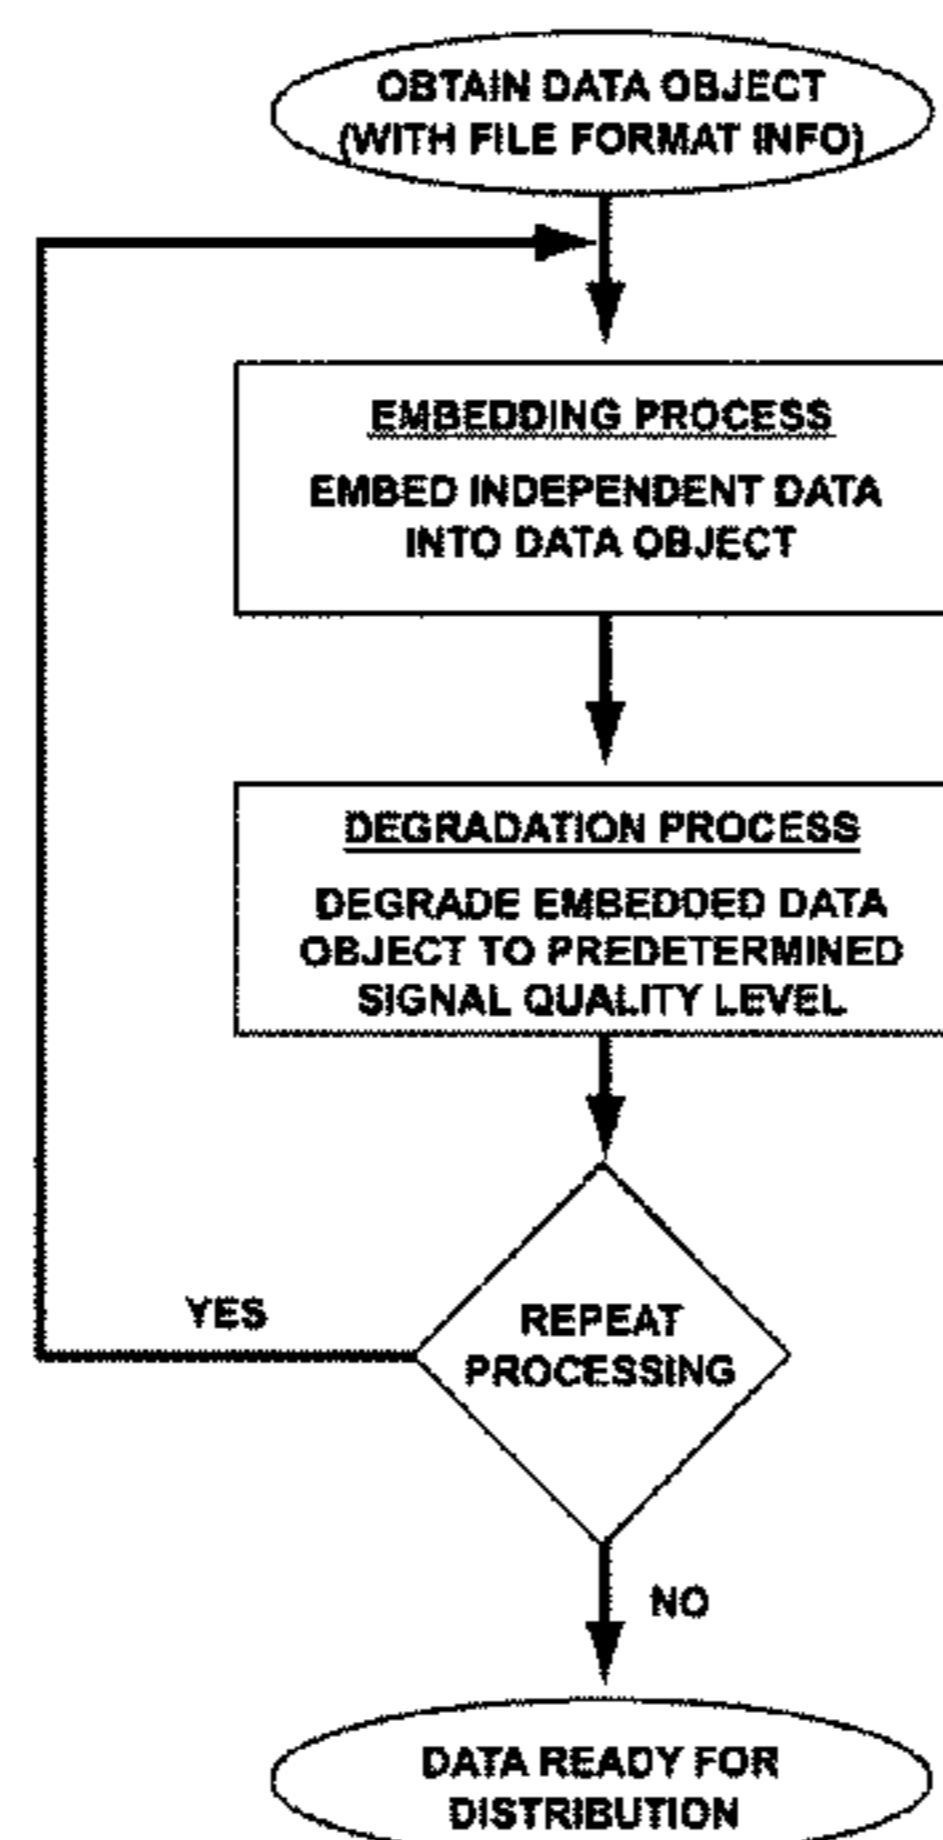 OBTAIN DATA OBJECT
(WITH FILE FORMAT INFO)
EMBEDDING PROCESS
EMBED INDEPENDENT DATA
INTO DATA OBJECT
DEGRADATION PROCESS
DEGRADE EMBEDDED DATA
OBJECT TO PREDETERMINED
SIGNAL QUALITY LEVEL
YES
REPEAT
PROCESSING
NO
DATA READY FOR
DISTRIBUTION